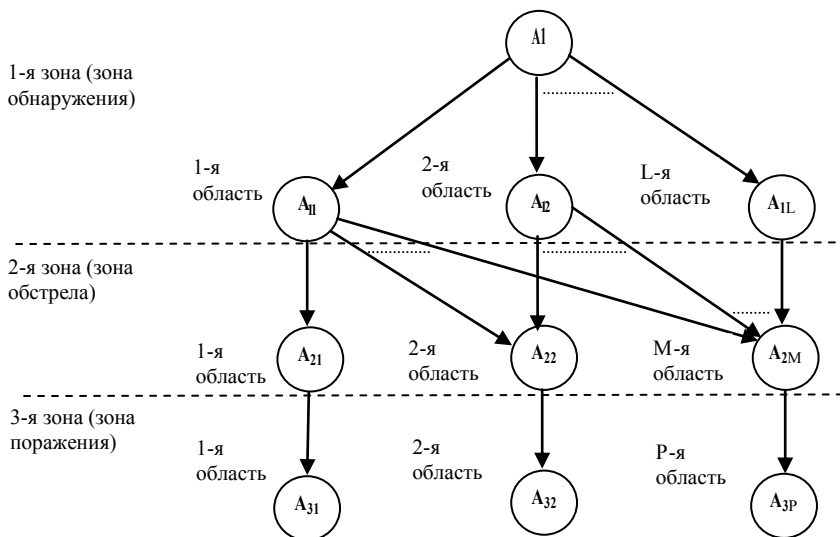 A1
1-я зона (зона
обнаружения)
1-я
область
2-я
область
L-я
область
A11
A12
A1L
2-я зона (зона
обстрела)
1-я
область
2-я
область
M-я
область
A21
A22
A2M
3-я зона (зона
поражения)
1-я
область
2-я
область
P-я
область
A31
A32
A3P